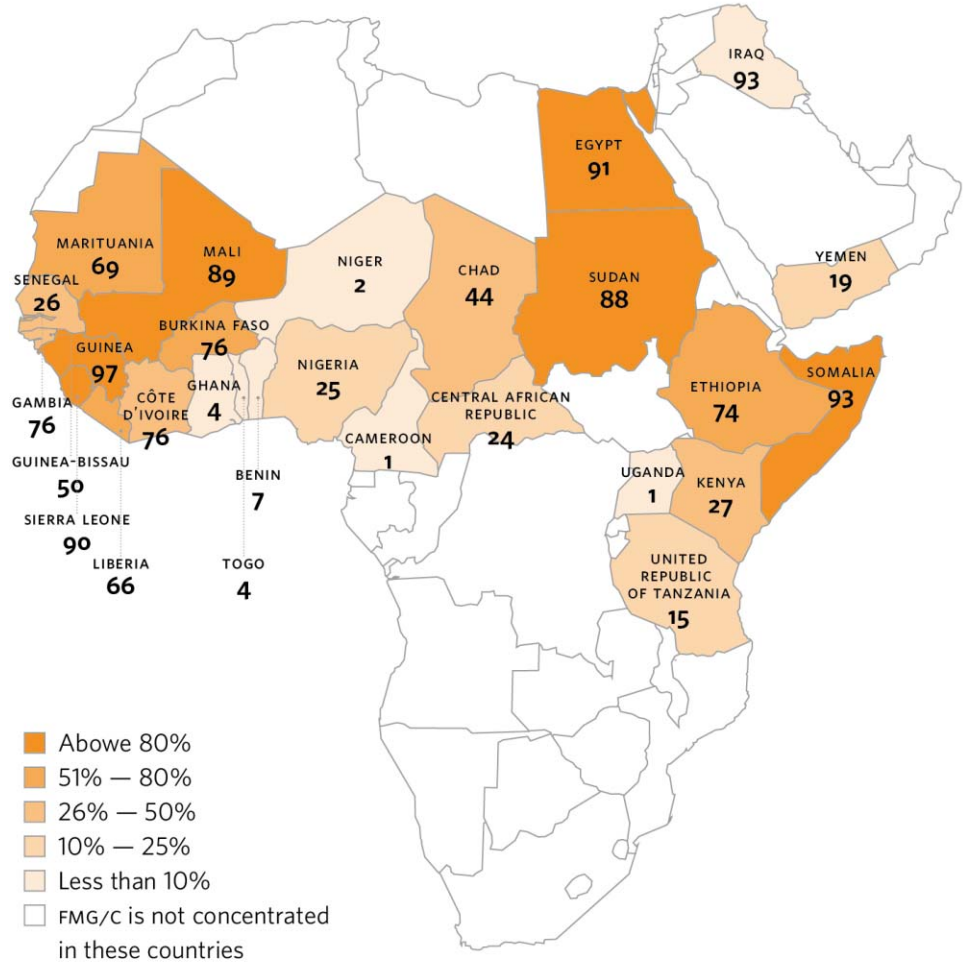 IRAQ
93
EGYPT
91
MARITUANIA
69
MALI
89
NIGER
2
CHAD
44
SUDAN
88
YEMEN
19
SENEGAL
26
BURKINA FASO
76
GUINEA
97
NIGERIA
25
SOMALIA
93
GHANA
4
ETHIOPIA
74
CÔTE
D'IVOIRE
76
CENTRAL AFRICAN
REPUBLIC
24
GAMBIA
76
CAMEROON
1
GUINEA-BISSAU
50
BENIN
7
UGANDA
1
KENYA
27
SIERRA LEONE
90
LIBERIA
66
TOGO
4
UNITED
REPUBLIC
OF TANZANIA
15
Abowe 80%
51% — 80%
26% — 50%
10% — 25%
Less than 10%
FMG/C is not concentrated
in these countries